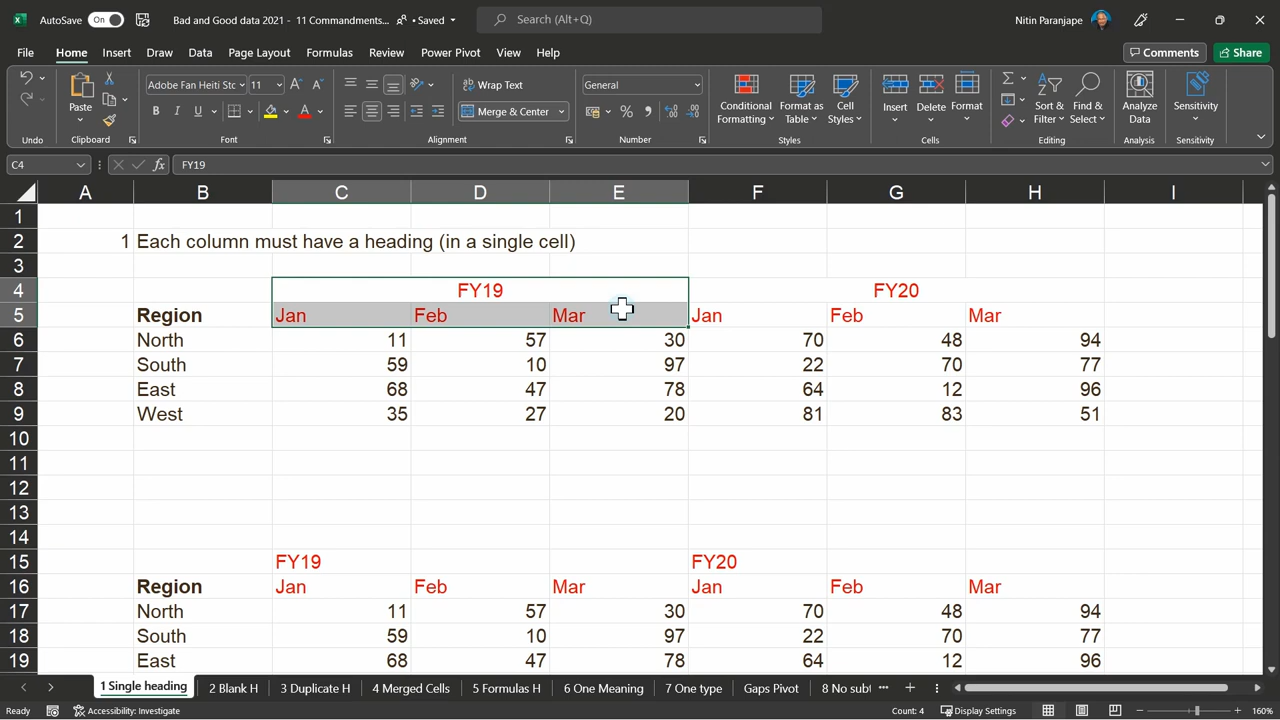 AutoSave On Bad and Good data 2021 - 11 Commandments... • Saved Search (Alt+Q) Nitin Paranjape
File Home Insert Draw Data Page Layout Formulas Review Power Pivot View Help Comments Share
Paste Adobe Fan Heiti Stc 11 A A Wrap Text General Conditional Formatting Format as Table Cell Styles Insert Delete Format Sort & Filter Find & Select Analyze Data Sensitivity
B I U A Merge & Center % ,
Undo Clipboard Font Alignment Number Styles Cells Editing Analysis Sensitivity
C4 fx FY19
A B C D E F G H I
1
2 1 Each column must have a heading (in a single cell)
3
4 FY19 FY20
5 Region Jan Feb Mar Jan Feb Mar
6 North 11 57 30 70 48 94
7 South 59 10 97 22 70 77
8 East 68 47 78 64 12 96
9 West 35 27 20 81 83 51
10
11
12
13
14
15 FY19 FY20
16 Region Jan Feb Mar Jan Feb Mar
17 North 11 57 30 70 48 94
18 South 59 10 97 22 70 77
19 East 68 47 78 64 12 96
1 Single heading 2 Blank H 3 Duplicate H 4 Merged Cells 5 Formulas H 6 One Meaning 7 One type Gaps Pivot 8 No subt ...
Ready Accessibility: Investigate Count: 4 Display Settings 160%